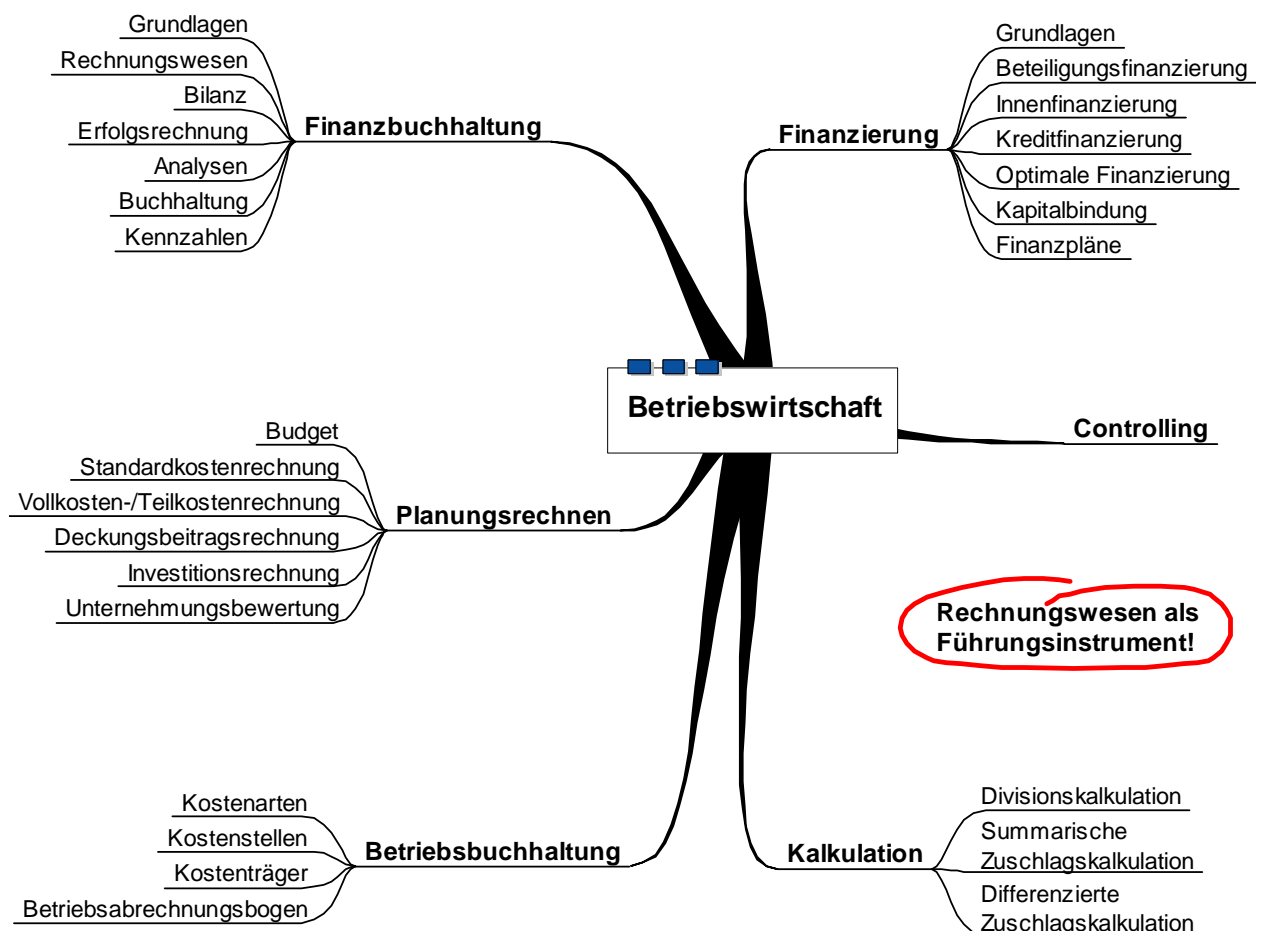 Grundlagen
Rechnungswesen
Bilanz
Erfolgsrechnung
Analysen
Buchhaltung
Kennzahlen
Finanzbuchhaltung
Finanzierung
Grundlagen
Beteiligungsfinanzierung
Innenfinanzierung
Kreditfinanzierung
Optimale Finanzierung
Kapitalbindung
Finanzpläne
Betriebswirtschaft
Controlling
Budget
Standardkostenrechnung
Vollkosten-/Teilkostenrechnung
Deckungsbeitragsrechnung
Investitionsrechnung
Unternehmungsbewertung
Planungsrechnen
Rechnungswesen als
Führungsinstrument!
Kostenarten
Kostenstellen
Kostenträger
Betriebsabrechnungsbogen
Betriebsbuchhaltung
Kalkulation
Divisionskalkulation
Summarische
Zuschlagskalkulation
Differenzierte
Zuschlagskalkulation